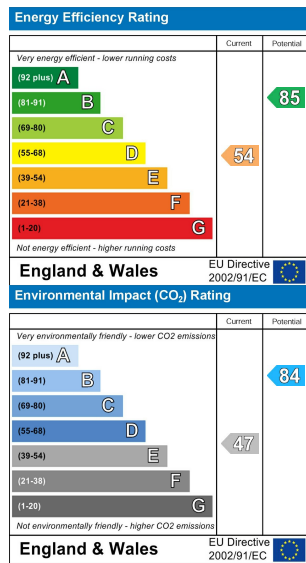 Energy Efficiency Rating
Current Potential
Very energy efficient - lower running costs
(92 plus) A
(81-91) B
85
(69-80) C
(55-68) D
54
(39-54) E
(21-38) F
(1-20) G
Not energy efficient - higher running costs
England & Wales
EU Directive
2002/91/EC
Environmental Impact (CO₂) Rating
Current Potential
Very environmentally friendly - lower CO2 emissions
(92 plus) A
(81-91) B
84
(69-80) C
(55-68) D
(39-54) E
47
(21-38) F
(1-20) G
Not environmentally friendly - higher CO2 emissions
England & Wales
EU Directive
2002/91/EC